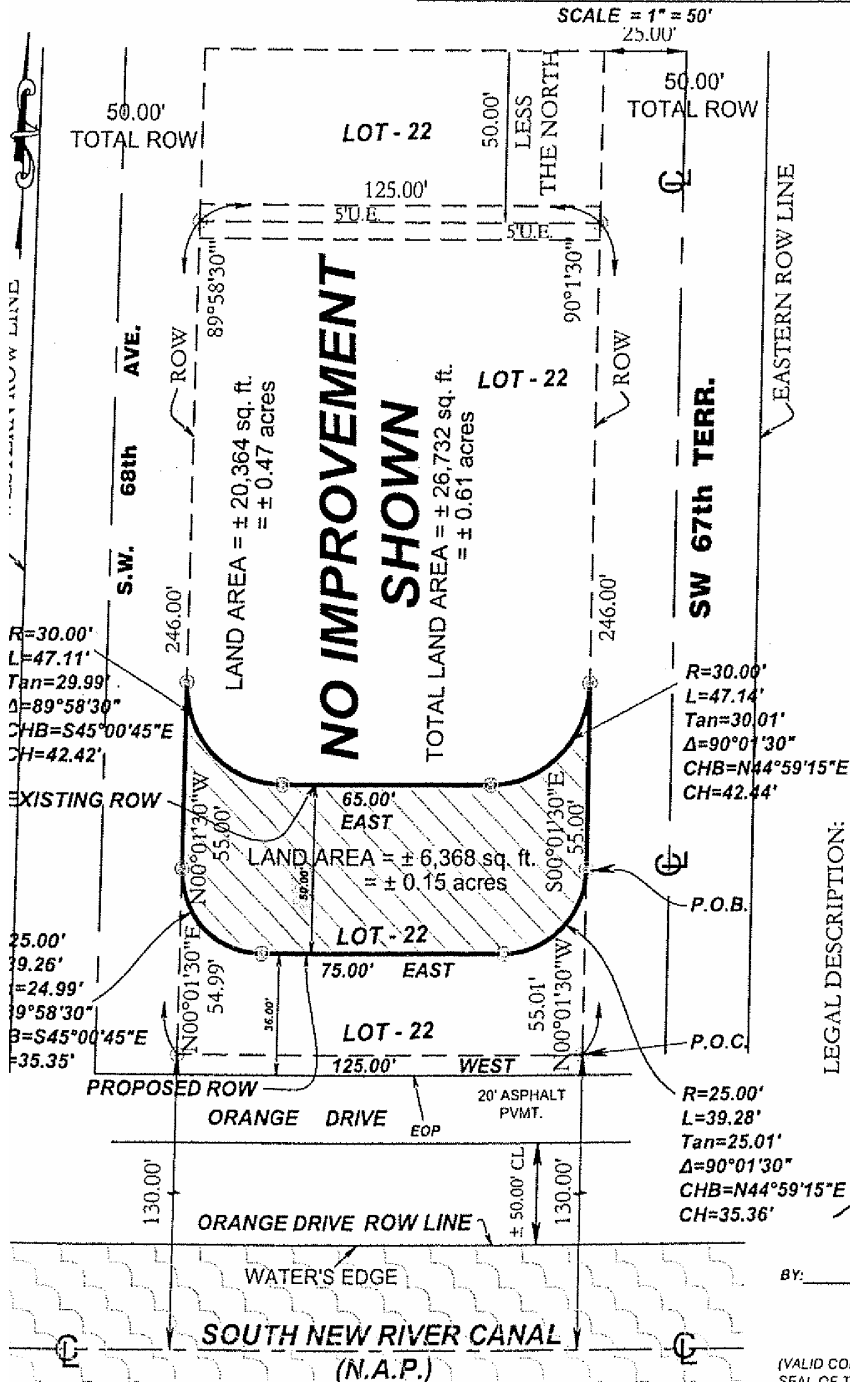 SCALE = 1" = 50'
25.00'
50.00'
TOTAL ROW
LOT - 22
50.00'
LESS
THE NORTH
50.00'
TOTAL ROW
125.00'
5'U.E.
5'U.E.
89°58'30"
90°1'30"
ROW
ROW
EASTERN ROW LINE
ROW LINE
S.W. 68th AVE.
SW 67th TERR.
LOT - 22
NO IMPROVEMENT
SHOWN
LAND AREA = ± 20,364 sq. ft.
= ± 0.47 acres
TOTAL LAND AREA = ± 26,732 sq. ft.
= ± 0.61 acres
246.00'
246.00'
R=30.00'
L=47.11'
Tan=29.99'
Δ=89°58'30"
CHB=S45°00'45"E
CH=42.42'
R=30.00'
L=47.14'
Tan=30.01'
Δ=90°01'30"
CHB=N44°59'15"E
CH=42.44'
EXISTING ROW
65.00'
EAST
N00°01'30"W
55.00'
S00°01'30"E
55.00'
LAND AREA = ± 6,368 sq. ft.
= ± 0.15 acres
50.00'
P.O.B.
LOT - 22
75.00' EAST
25.00'
39.26'
=24.99'
89°58'30"
B=S45°00'45"E
=35.35'
N00°01'30"E
54.99'
36.00'
55.01'
N00°01'30"W
LOT - 22
P.O.C.
125.00' WEST
PROPOSED ROW
20' ASPHALT
PVMT.
ORANGE DRIVE
EOP
R=25.00'
L=39.28'
Tan=25.01'
Δ=90°01'30"
CHB=N44°59'15"E
CH=35.36'
LEGAL DESCRIPTION:
130.00'
± 50.00' CL
130.00'
ORANGE DRIVE ROW LINE
WATER'S EDGE
BY:
SOUTH NEW RIVER CANAL
(N.A.P.)
(VALID
SEAL OF